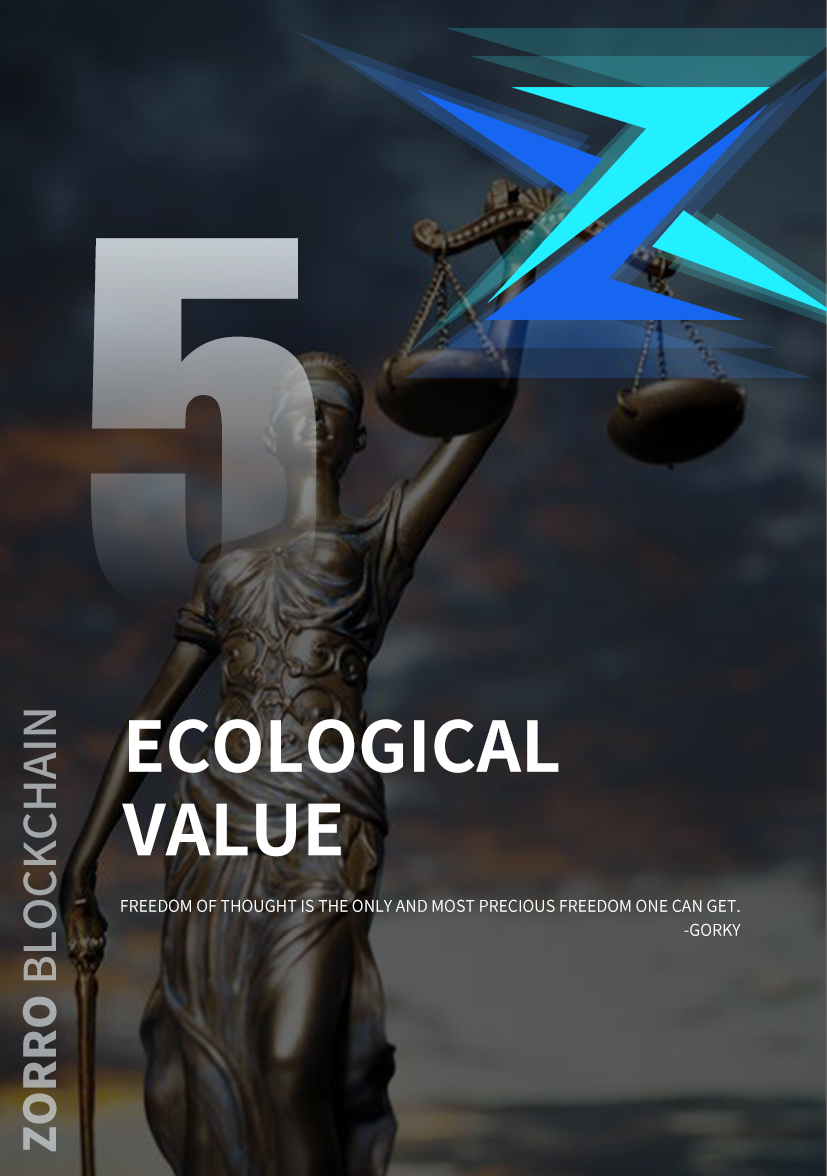 5
ECOLOGICAL
VALUE
FREEDOM OF THOUGHT IS THE ONLY AND MOST PRECIOUS FREEDOM ONE CAN GET.
-GORKY
ZORRO BLOCKCHAIN